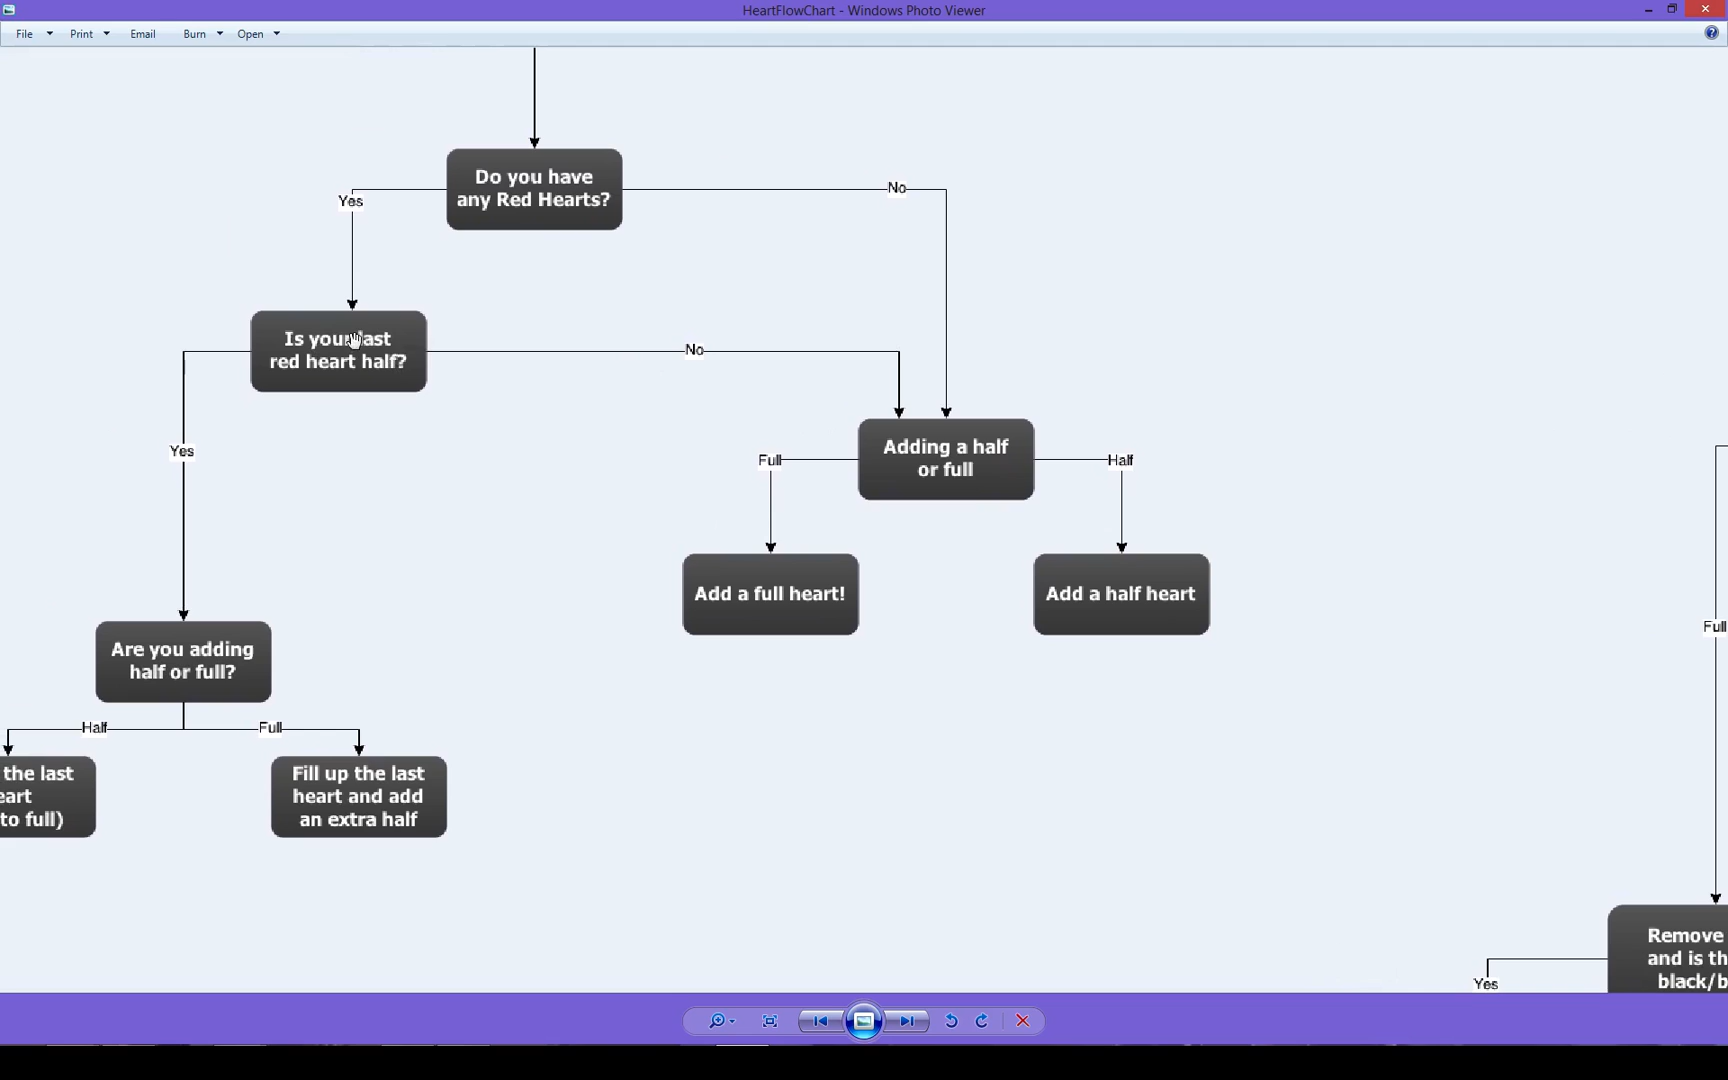 HeartFlowChart - Windows Photo Viewer
File Print Email Burn Open
Do you have
any Red Hearts?
Yes
No
Is your last
red heart half?
No
Yes
Adding a half
or full
Full
Half
Add a full heart!
Add a half heart
Full
Are you adding
half or full?
Half
Full
the last
eart
to full)
Fill up the last
heart and add
an extra half
Remove
and is th
black/b
Yes